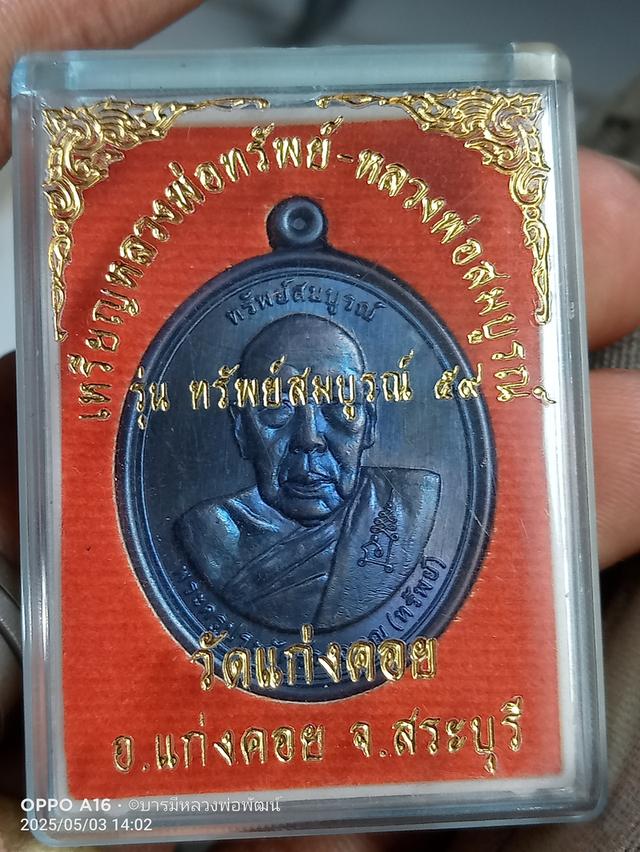 เหรียญหลวงพ่อทรัพย์-หลวงพ่อสมบูรณ์
ทรัพย์สมบูรณ์
รุ่น ทรัพย์สมบูรณ์ ๕๙
(ทรัพย์)
วัดแก่งคอย
อ.แก่งคอย จ.สระบุรี
OPPO A16 · ©บารมีหลวงพ่อพัฒน์
2025/05/03 14:02